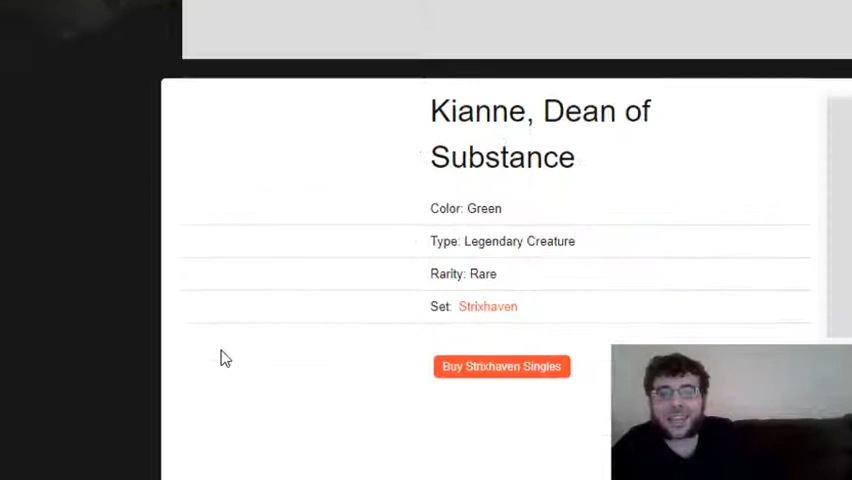 Kianne, Dean of
Substance
Color: Green
Type: Legendary Creature
Rarity: Rare
Set: Strixhaven
Buy Strixhaven Singles